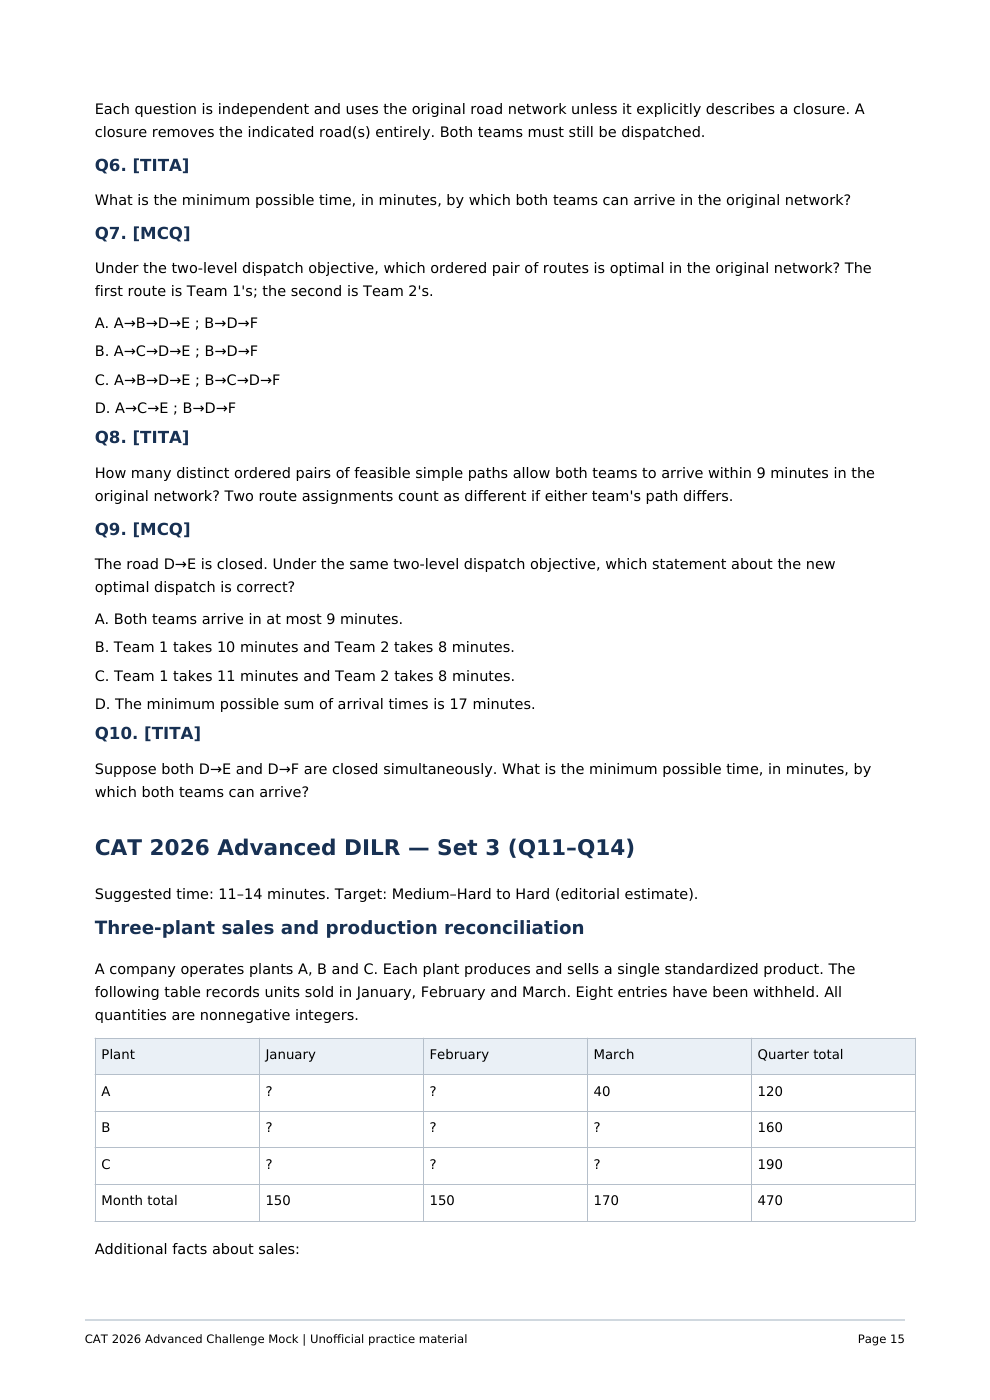 Each question is independent and uses the original road network unless it explicitly describes a closure. A
closure removes the indicated road(s) entirely. Both teams must still be dispatched.
Q6. [TITA]
What is the minimum possible time, in minutes, by which both teams can arrive in the original network?
Q7. [MCQ]
Under the two-level dispatch objective, which ordered pair of routes is optimal in the original network? The
first route is Team 1's; the second is Team 2's.
A. A→B→D→E ; B→D→F
B. A→C→D→E ; B→D→F
C. A→B→D→E ; B→C→D→F
D. A→C→E ; B→D→F
Q8. [TITA]
How many distinct ordered pairs of feasible simple paths allow both teams to arrive within 9 minutes in the
original network? Two route assignments count as different if either team's path differs.
Q9. [MCQ]
The road D→E is closed. Under the same two-level dispatch objective, which statement about the new
optimal dispatch is correct?
A. Both teams arrive in at most 9 minutes.
B. Team 1 takes 10 minutes and Team 2 takes 8 minutes.
C. Team 1 takes 11 minutes and Team 2 takes 8 minutes.
D. The minimum possible sum of arrival times is 17 minutes.
Q10. [TITA]
Suppose both D→E and D→F are closed simultaneously. What is the minimum possible time, in minutes, by
which both teams can arrive?
CAT 2026 Advanced DILR — Set 3 (Q11–Q14)
Suggested time: 11–14 minutes. Target: Medium–Hard to Hard (editorial estimate).
Three-plant sales and production reconciliation
A company operates plants A, B and C. Each plant produces and sells a single standardized product. The
following table records units sold in January, February and March. Eight entries have been withheld. All
quantities are nonnegative integers.
Plant January February March Quarter total
A ? ? 40 120
B ? ? ? 160
C ? ? ? 190
Month total 150 150 170 470
Additional facts about sales:
CAT 2026 Advanced Challenge Mock | Unofficial practice material Page 15